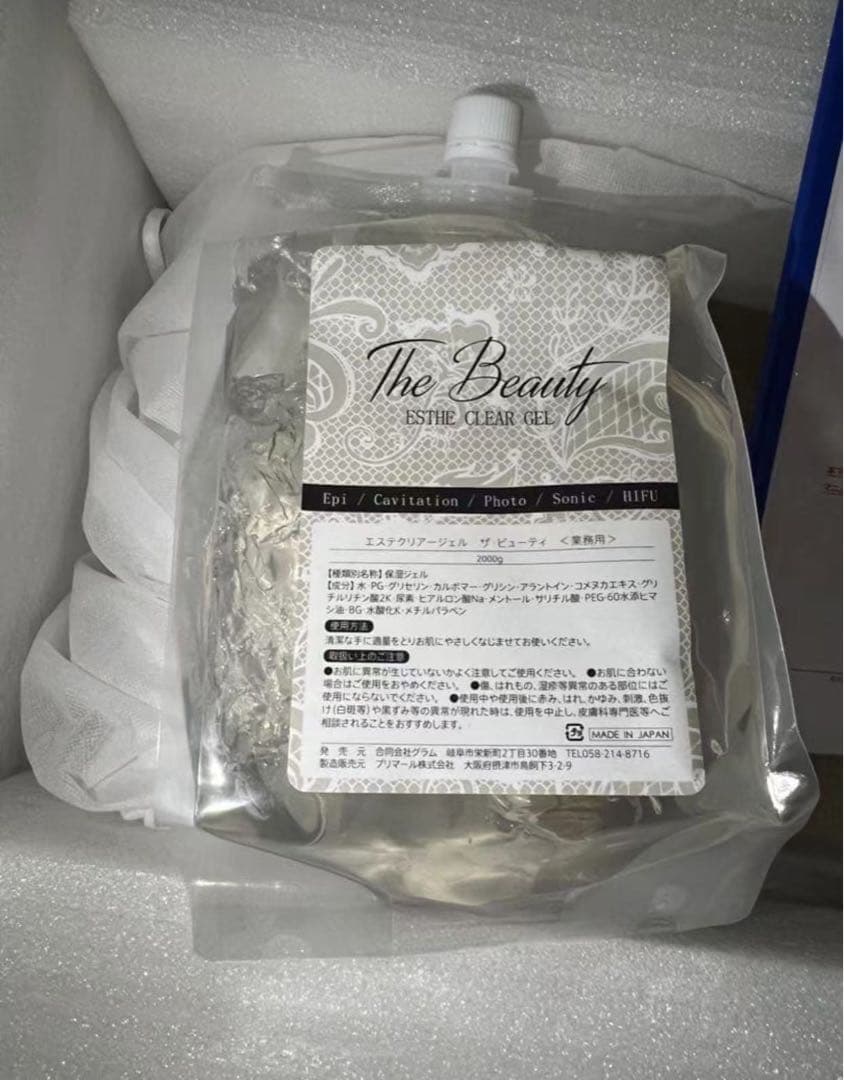 The Beauty
ESTHE CLEAR GEL
Epi / Cavitation / Photo / Sonic / HIFU
エステクリアージェル ザ・ビューティ <業務用>
2000g
【種類別名称】保湿ジェル
【成分】水・PG・グリセリン・カルボマー・グリシン・アラントイン・コメヌカエキス・グリ
チルリチン酸2K・尿素・ヒアルロン酸Na・メントール・サリチル酸・PEG-60水添ヒマ
シ油・BG・水酸化K・メチルパラベン
使用方法
清潔な手に適量をとりお肌にやさしくなじませてお使いください。
取扱い上のご注意
●お肌に異常が生じていないかよく注意してご使用ください。 ●お肌に合わない
場合はご使用をおやめください。 ●傷、はれもの、湿疹等異常のある部位にはご
使用にならないでください。 ●使用中や使用後に赤み、はれ、かゆみ、刺激、色抜
け(白斑等)や黒ずみ等の異常が現れた時は、使用を中止し、皮膚科専門医等へご
相談されることをおすすめします。
プラ MADE IN JAPAN
発 売 元 合同会社グラム 岐阜市栄新町2丁目30番地 TEL058-214-8716
製造販売元 プリマール株式会社 大阪府摂津市鳥飼下3-2-9